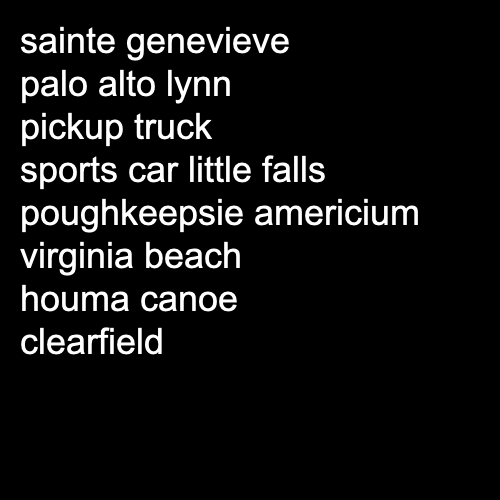 sainte genevieve
palo alto lynn
pickup truck
sports car little falls
poughkeepsie americium
virginia beach
houma canoe
clearfield